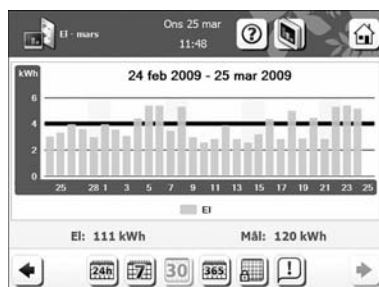 Ons 25 mar
El - mars
11:48
?
kWh
24 feb 2009 - 25 mar 2009
6
4
2
0
25 28 1 3 5 7 9 11 13 15 17 19 21 23 25
El
El: 111 kWh Mål: 120 kWh
24h 7 30 365 !